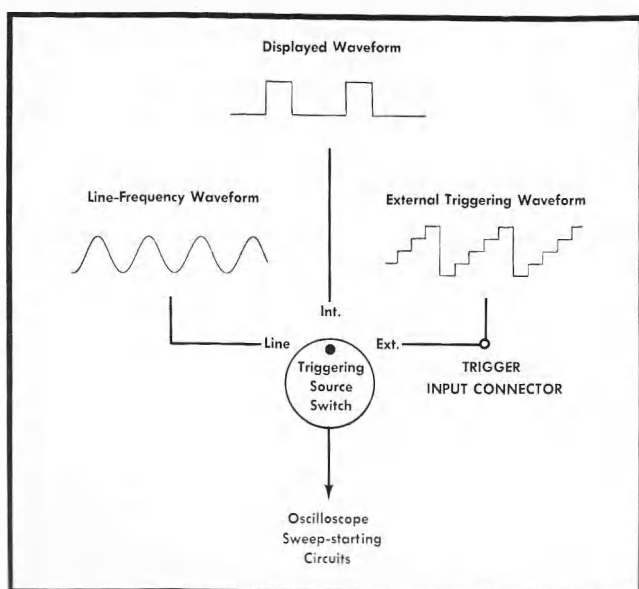 Displayed Waveform
Line-Frequency Waveform
External Triggering Waveform
Int.
Line
Ext.
Triggering
Source
Switch
TRIGGER
INPUT CONNECTOR
Oscilloscope
Sweep-starting
Circuits